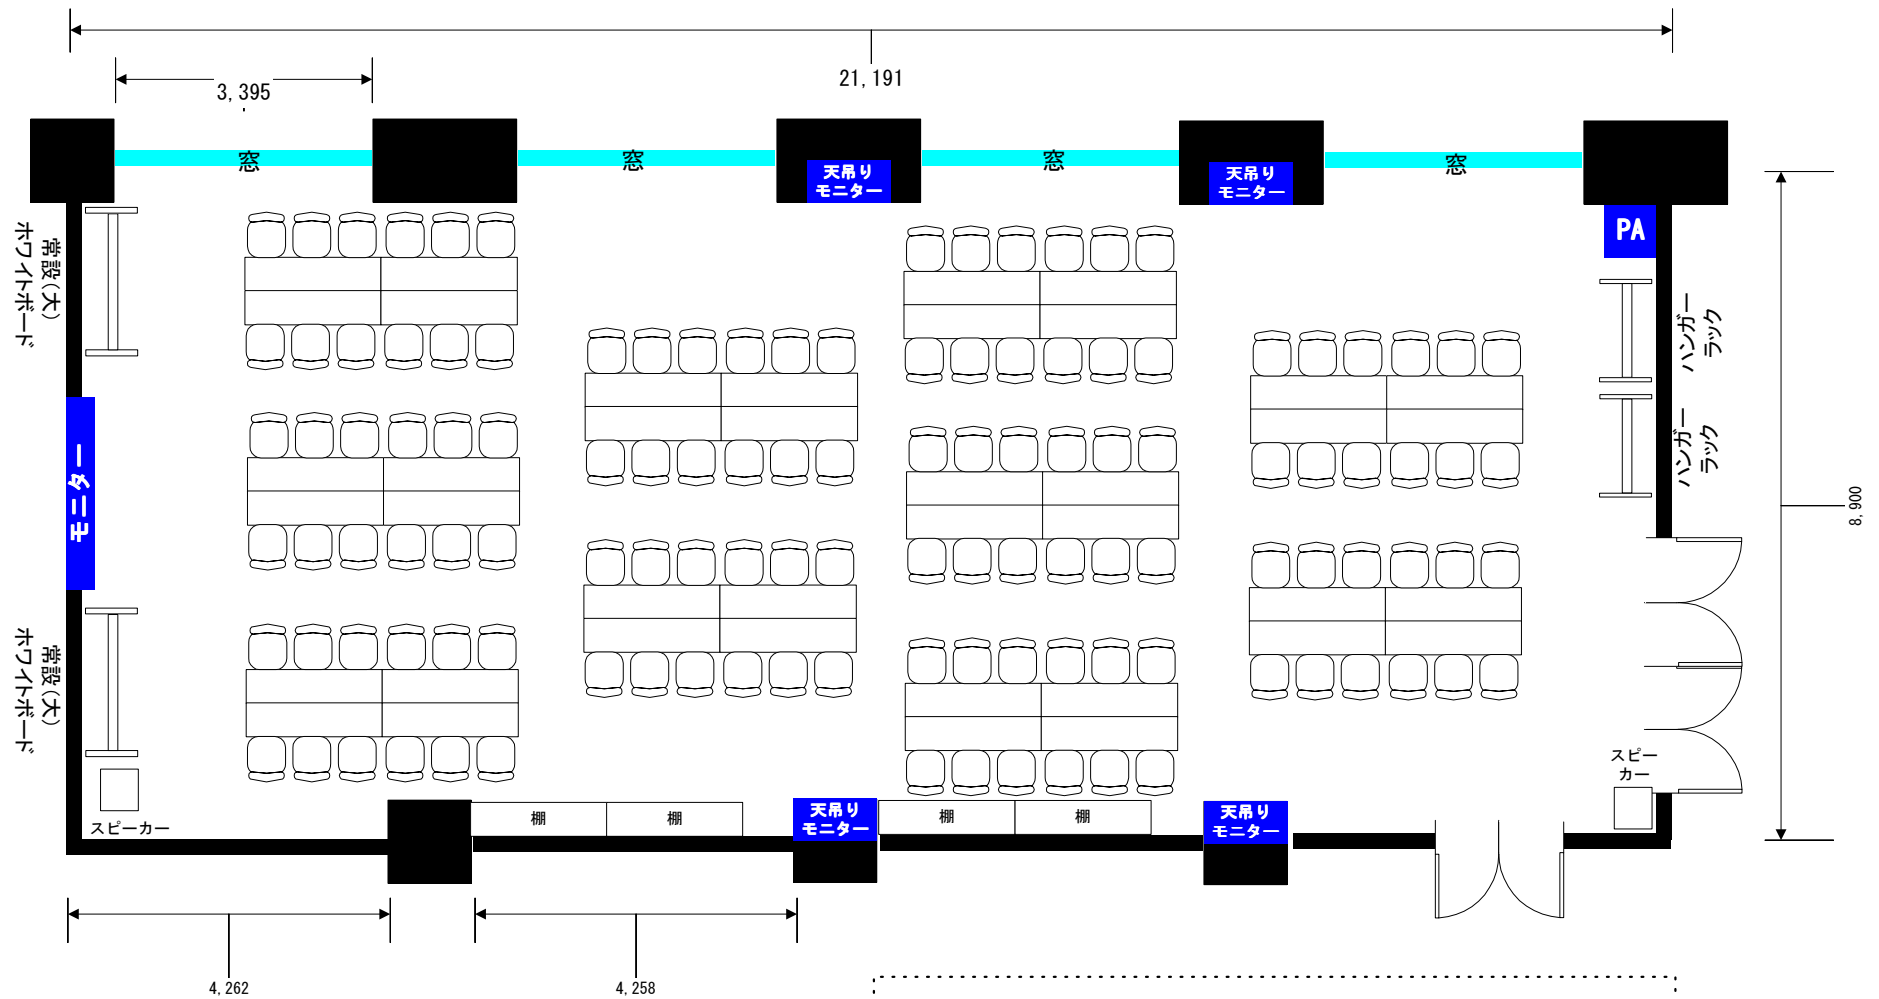 21,191
3,395
窓
窓
窓
窓
天吊り
モニター
天吊り
モニター
PA
常設(大)
ホワイトボード
ハンガー
ラック
ハンガー
ラック
モニター
8,900
常設(大)
ホワイトボード
スピー
カー
スピーカー
棚
棚
天吊り
モニター
棚
棚
天吊り
モニター
4,262
4,258